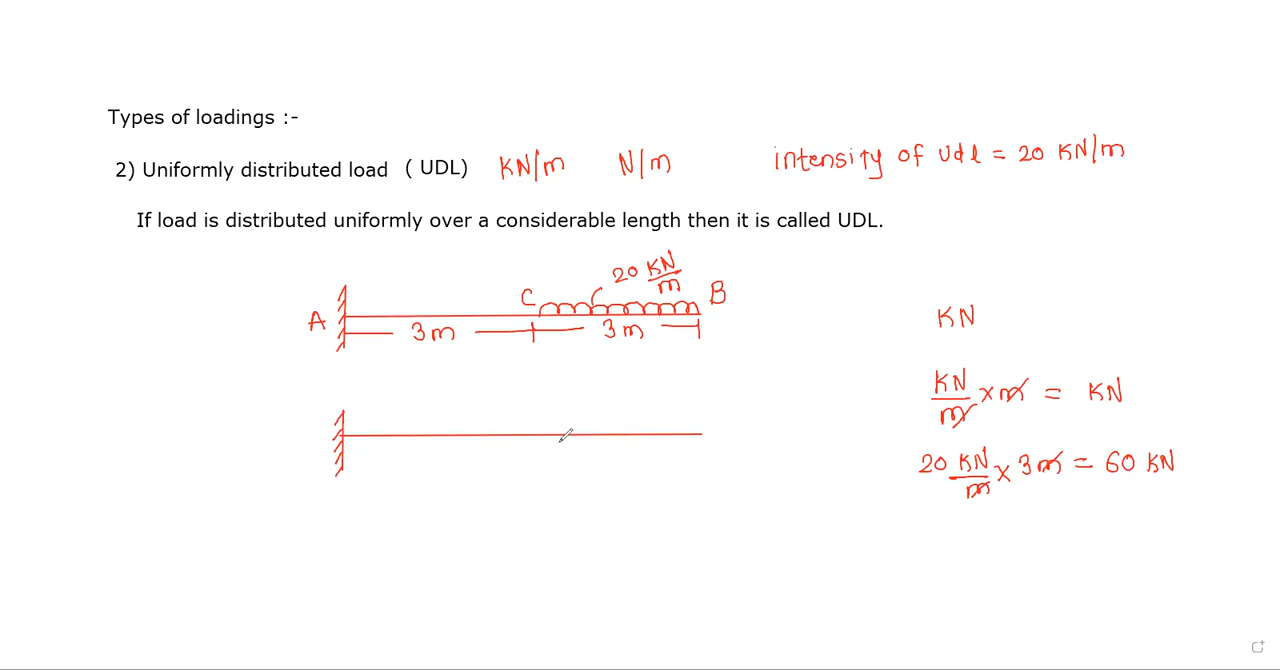 Types of loadings :-
2) Uniformly distributed load ( UDL) KN/m N/m intensity of udl = 20 KN/m
If load is distributed uniformly over a considerable length then it is called UDL.
20 KN/m
C B
A 3m 3m
KN
KN/m × m = KN
20 KN/m × 3m = 60 KN